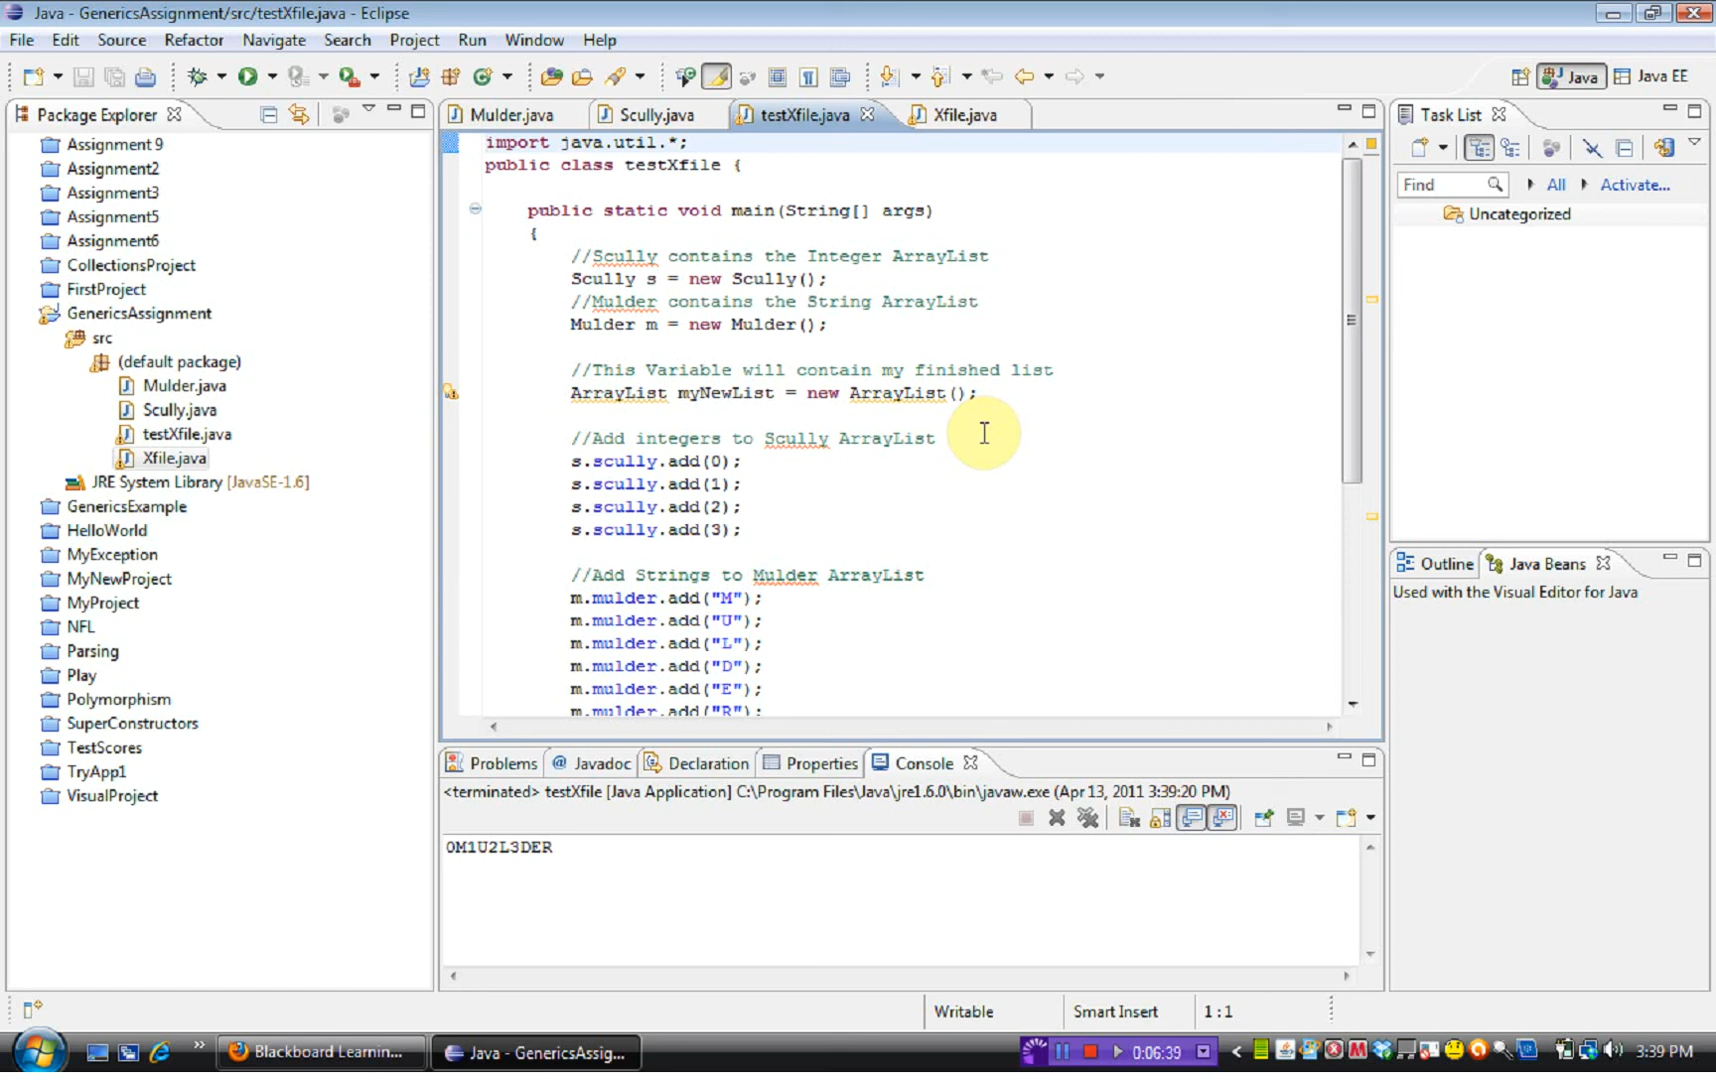 Java - GenericsAssignment/src/testXfile.java - Eclipse
File Edit Source Refactor Navigate Search Project Run Window Help
Java Java EE
Package Explorer
Assignment 9
Assignment2
Assignment3
Assignment5
Assignment6
CollectionsProject
FirstProject
GenericsAssignment
src
(default package)
Mulder.java
Scully.java
testXfile.java
Xfile.java
JRE System Library [JavaSE-1.6]
GenericsExample
HelloWorld
MyException
MyNewProject
MyProject
NFL
Parsing
Play
Polymorphism
SuperConstructors
TestScores
TryApp1
VisualProject
Mulder.java Scully.java testXfile.java Xfile.java
import java.util.*;
public class testXfile {
public static void main(String[] args)
{
//Scully contains the Integer ArrayList
Scully s = new Scully();
//Mulder contains the String ArrayList
Mulder m = new Mulder();
//This Variable will contain my finished list
ArrayList myNewList = new ArrayList();
//Add integers to Scully ArrayList
s.scully.add(0);
s.scully.add(1);
s.scully.add(2);
s.scully.add(3);
//Add Strings to Mulder ArrayList
m.mulder.add("M");
m.mulder.add("U");
m.mulder.add("L");
m.mulder.add("D");
m.mulder.add("E");
m.mulder.add("R");
Task List
Find All Activate...
Uncategorized
Outline Java Beans
Used with the Visual Editor for Java
Problems @ Javadoc Declaration Properties Console
<terminated> testXfile [Java Application] C:\Program Files\Java\jre1.6.0\bin\javaw.exe (Apr 13, 2011 3:39:20 PM)
0M1U2L3DER
Writable Smart Insert 1 : 1
Blackboard Learnin... Java - GenericsAssig... 0:06:39 3:39 PM